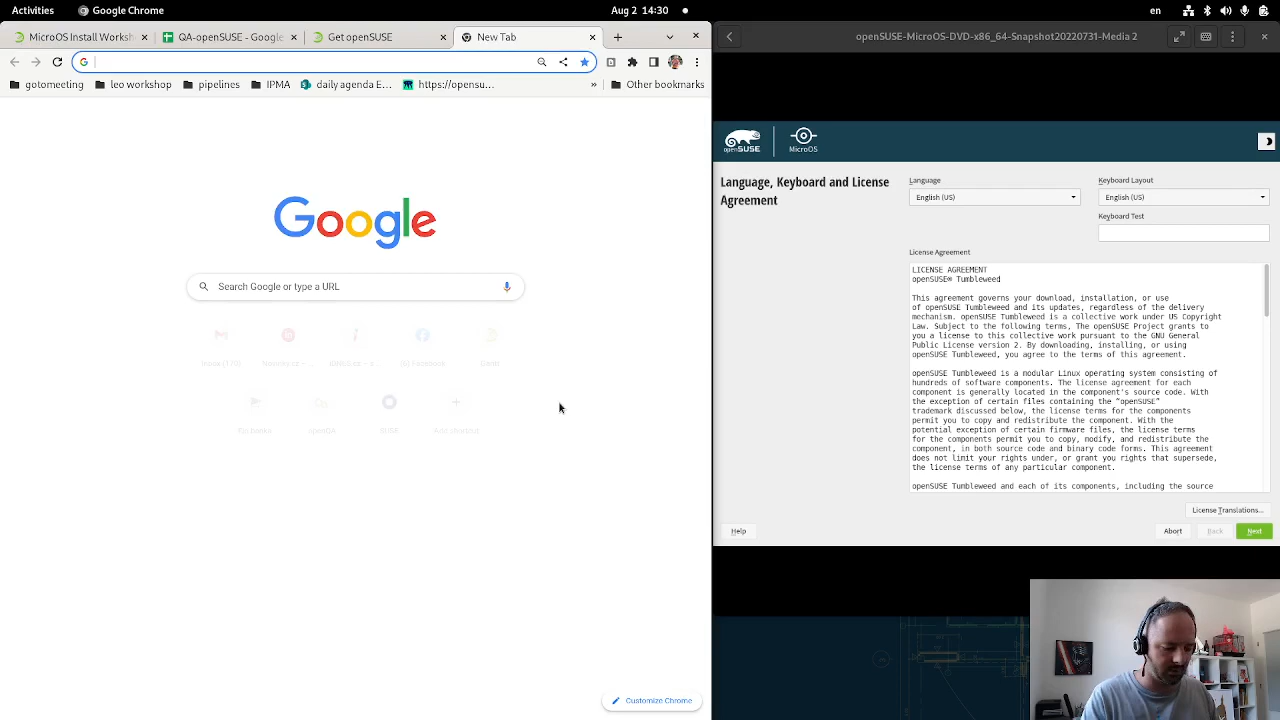 Activities
Google Chrome
Aug 2 14:30
en
MicroOS Install Worksh
QA-openSUSE - Google
Get openSUSE
New Tab
openSUSE-MicroOS-DVD-x86_64-Snapshot20220731-Media 2
gotomeeting
leo workshop
pipelines
IPMA
daily agenda E...
https://opensu...
»
Other bookmarks
Google
Search Google or type a URL
Inbox (170)
(6) Facebook
openQA
SUSE
Customize Chrome
openSUSE
MicroOS
Language, Keyboard and License
Agreement
Language
English (US)
Keyboard Layout
English (US)
Keyboard Test
License Agreement
LICENSE AGREEMENT
openSUSE® Tumbleweed
This agreement governs your download, installation, or use
of openSUSE Tumbleweed and its updates, regardless of the delivery
mechanism. openSUSE Tumbleweed is a collective work under US Copyright
Law. Subject to the following terms, The openSUSE Project grants to
you a license to this collective work pursuant to the GNU General
Public License version 2. By downloading, installing, or using
openSUSE Tumbleweed, you agree to the terms of this agreement.
openSUSE Tumbleweed is a modular Linux operating system consisting of
hundreds of software components. The license agreement for each
component is generally located in the component's source code. With
the exception of certain files containing the “openSUSE”
trademark discussed below, the license terms for the components
permit you to copy and redistribute the component. With the
potential exception of certain firmware files, the license terms
for the components permit you to copy, modify, and redistribute the
component, in both source code and binary code forms. This agreement
does not limit your rights under, or grant you rights that supersede,
the license terms of any particular component.
openSUSE Tumbleweed and each of its components, including the source
License Translations...
Help
Abort
Back
Next